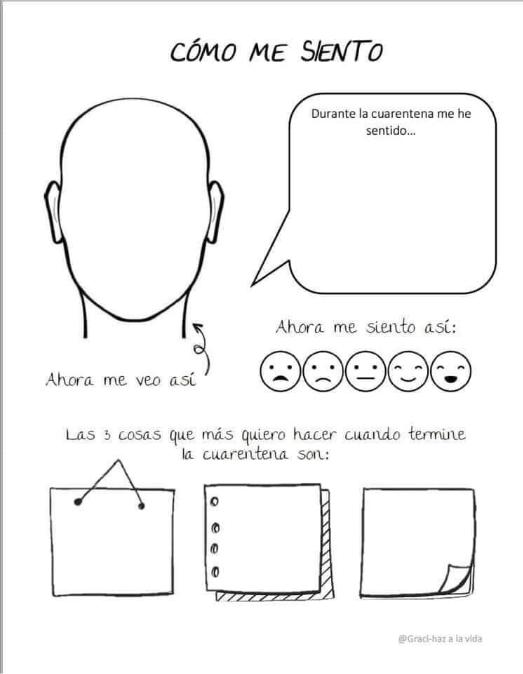 CÓMO ME SIENTO
Durante la cuarentena me he
sentido...
Ahora me siento así:
Ahora me veo así
Las 3 cosas que más quiero hacer cuando termine
la cuarentena son:
@Graci-haz a la vida